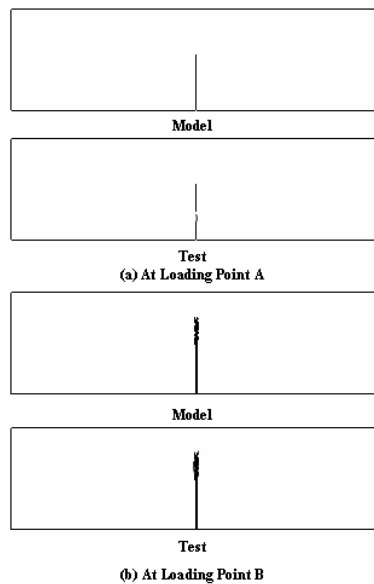 Model
Test
(a) At Loading Point A
Model
Test
(b) At Loading Point B